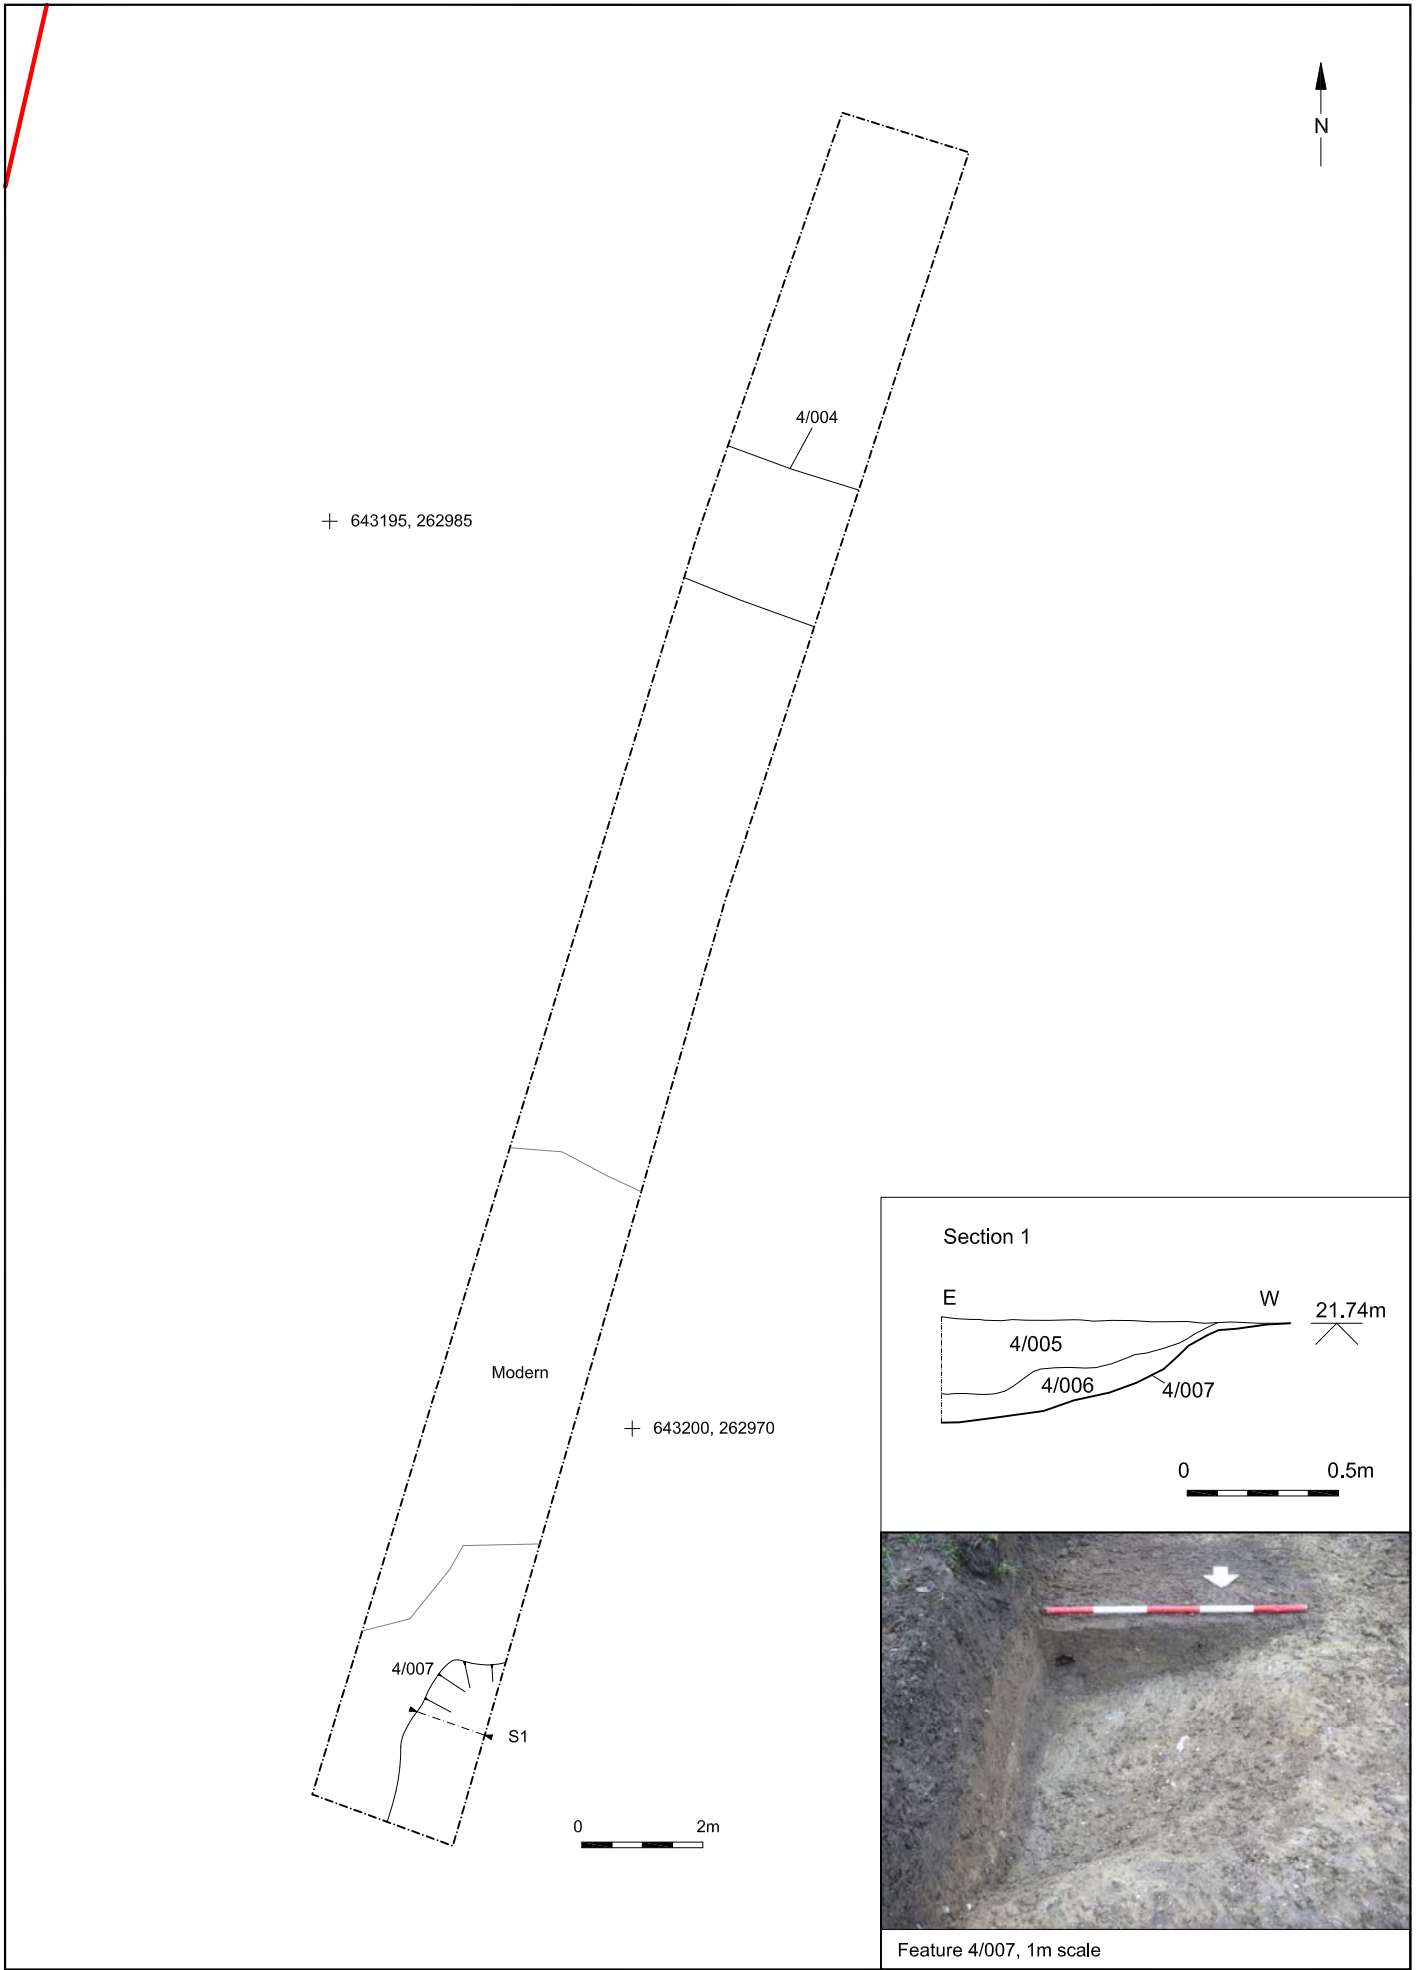 N
4/004
643195, 262985
Modern
643200, 262970
4/007
S1
0 2m
Section 1
E W 21.74m
4/005
4/006 4/007
0 0.5m
Feature 4/007, 1m scale